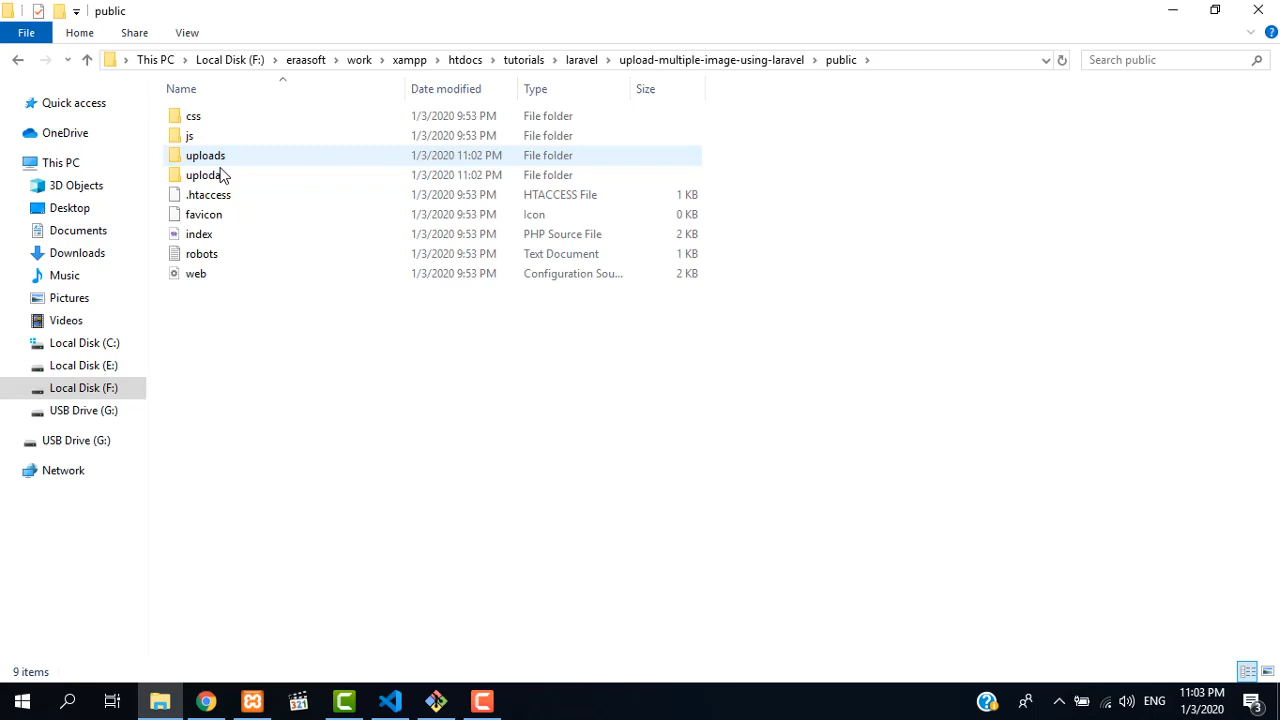 public
File
Home
Share
View
This PC
Local Disk (F:)
eraasoft
work
xampp
htdocs
tutorials
laravel
upload-multiple-image-using-laravel
public
Search public
Name
Date modified
Type
Size
Quick access
OneDrive
This PC
3D Objects
Desktop
Documents
Downloads
Music
Pictures
Videos
Local Disk (C:)
Local Disk (E:)
Local Disk (F:)
USB Drive (G:)
USB Drive (G:)
Network
css 1/3/2020 9:53 PM File folder
js 1/3/2020 9:53 PM File folder
uploads 1/3/2020 11:02 PM File folder
1/3/2020 11:02 PM File folder
.htaccess 1/3/2020 9:53 PM HTACCESS File 1 KB
favicon 1/3/2020 9:53 PM Icon 0 KB
index 1/3/2020 9:53 PM PHP Source File 2 KB
robots 1/3/2020 9:53 PM Text Document 1 KB
web 1/3/2020 9:53 PM Configuration Sou... 2 KB
9 items
321
ENG
11:03 PM
1/3/2020
3